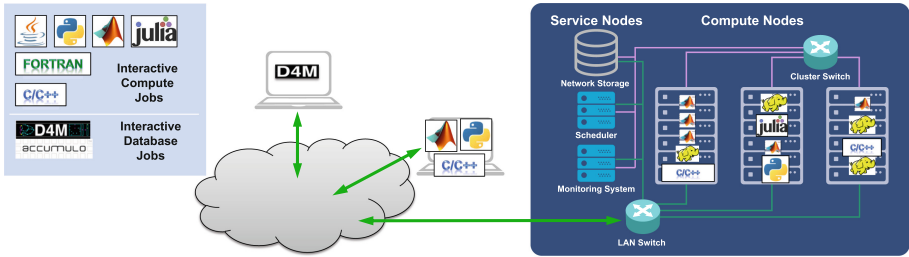 julia
FORTRAN
C/C++
Interactive
Compute
Jobs
D4M
accumulo
Interactive
Database
Jobs
D4M
C/C++
Service Nodes
Compute Nodes
Network Storage
Cluster Switch
Scheduler
Monitoring System
C/C++
julia
C/C++
LAN Switch